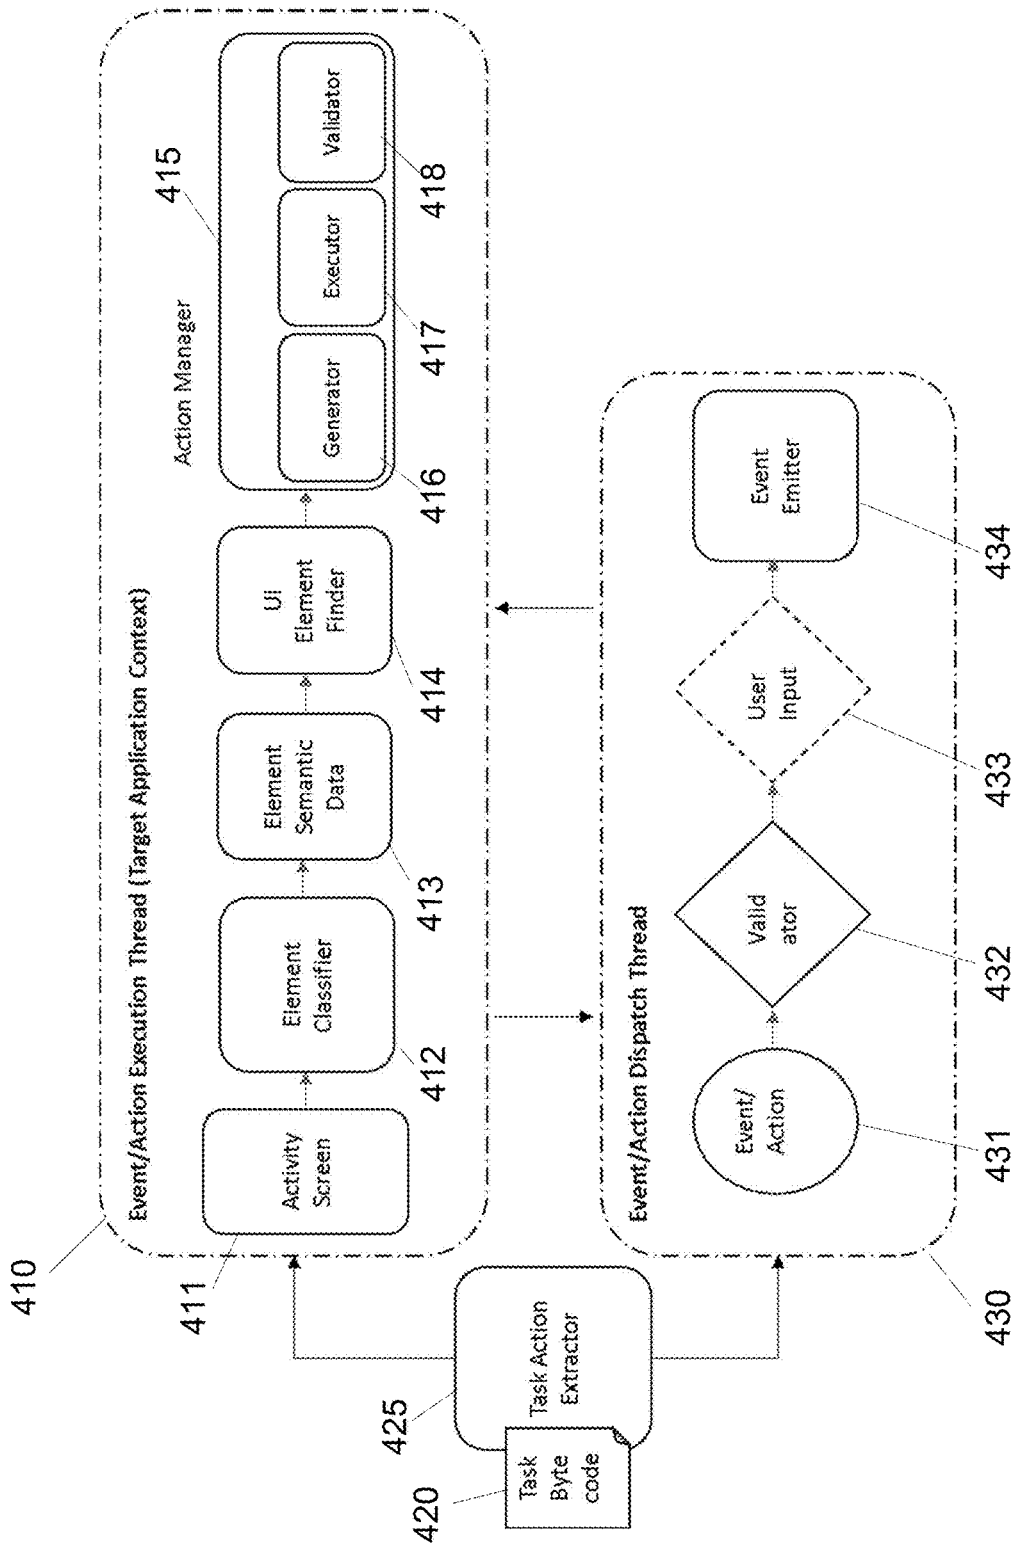 410
Event/Action Execution Thread (Target Application Context)
411
Activity
Screen
412
Element
Classifier
413
Element
Semantic
Data
414
UI
Element
Finder
Action Manager
415
Generator
416
Executor
417
Validator
418
420
Task
Byte
code
425
Task Action
Extractor
430
Event/Action Dispatch Thread
431
Event/
Action
432
Valid
ator
433
User
Input
434
Event
Emitter